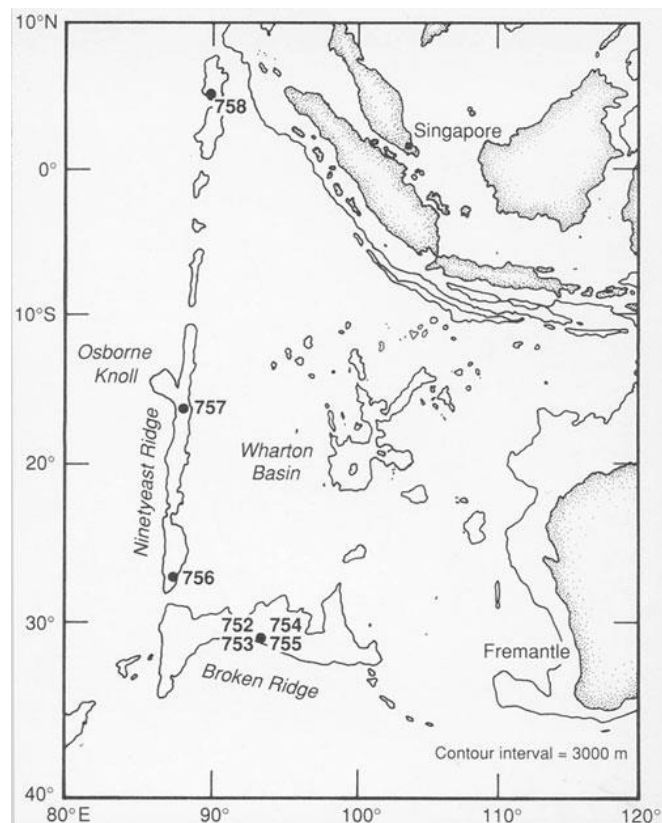 10°N
758
Singapore
0°
10°S
Osborne
Knoll
757
Ninetyeast Ridge
Wharton
Basin
20°
756
30°
752 754
753 755
Fremantle
Broken Ridge
Contour interval = 3000 m
40°
80°E 90° 100° 110° 120°